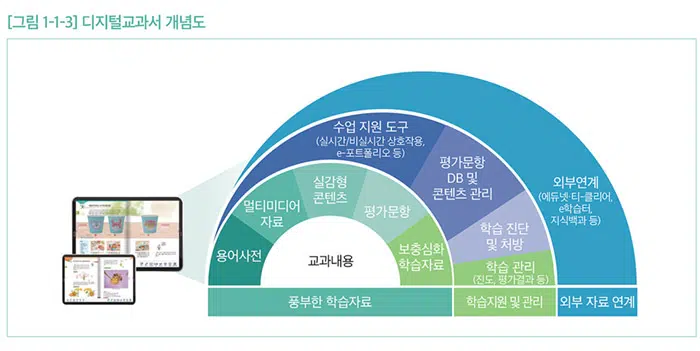 [그림 1-1-3] 디지털교과서 개념도
수업 지원 도구
(실시간/비실시간 상호작용,
e-포트폴리오 등)
평가문항
DB 및
콘텐츠 관리
외부연계
(에듀넷·티-클리어,
e학습터,
지식백과 등)
실감형
콘텐츠
멀티미디어
자료
평가문항
학습 진단
및 처방
용어사전
교과내용
보충심화
학습자료
학습 관리
(진도, 평가결과 등)
풍부한 학습자료
학습지원 및 관리
외부 자료 연계